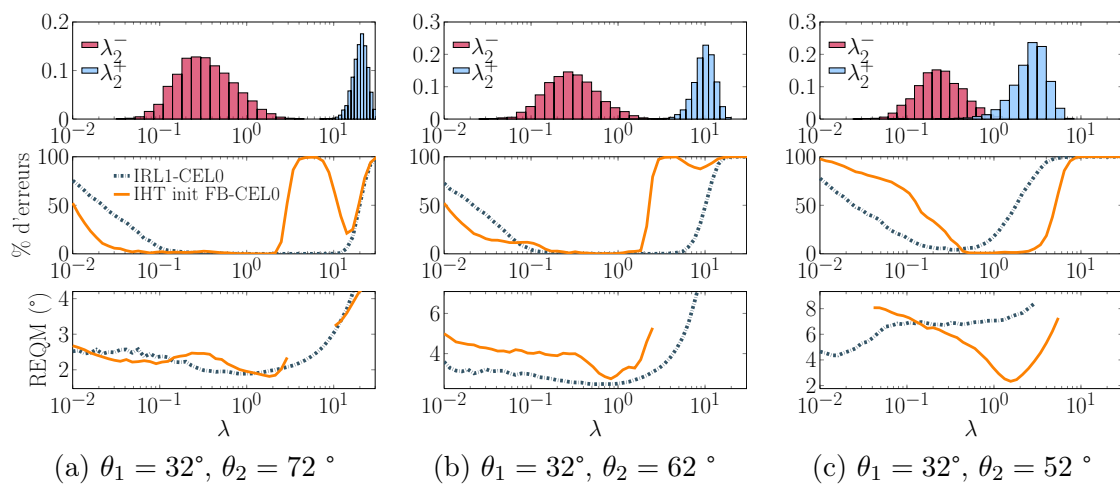 0.2
0.1
0
λ₂⁻
λ₂⁺
10⁻² 10⁻¹ 10⁰ 10¹
0.2
0.1
0
λ₂⁻
λ₂⁺
10⁻² 10⁻¹ 10⁰ 10¹
0.3
0.2
0.1
0
λ₂⁻
λ₂⁺
10⁻² 10⁻¹ 10⁰ 10¹
% d'erreurs
100
50
0
IRL1-CEL0
IHT init FB-CEL0
10⁻² 10⁻¹ 10⁰ 10¹
100
50
0
10⁻² 10⁻¹ 10⁰ 10¹
100
50
0
10⁻² 10⁻¹ 10⁰ 10¹
REQM (°)
4
3
2
10⁻² 10⁻¹ 10⁰ 10¹
λ
6
4
10⁻² 10⁻¹ 10⁰ 10¹
λ
8
6
4
2
10⁻² 10⁻¹ 10⁰ 10¹
λ
(a) θ₁ = 32°, θ₂ = 72 °
(b) θ₁ = 32°, θ₂ = 62 °
(c) θ₁ = 32°, θ₂ = 52 °